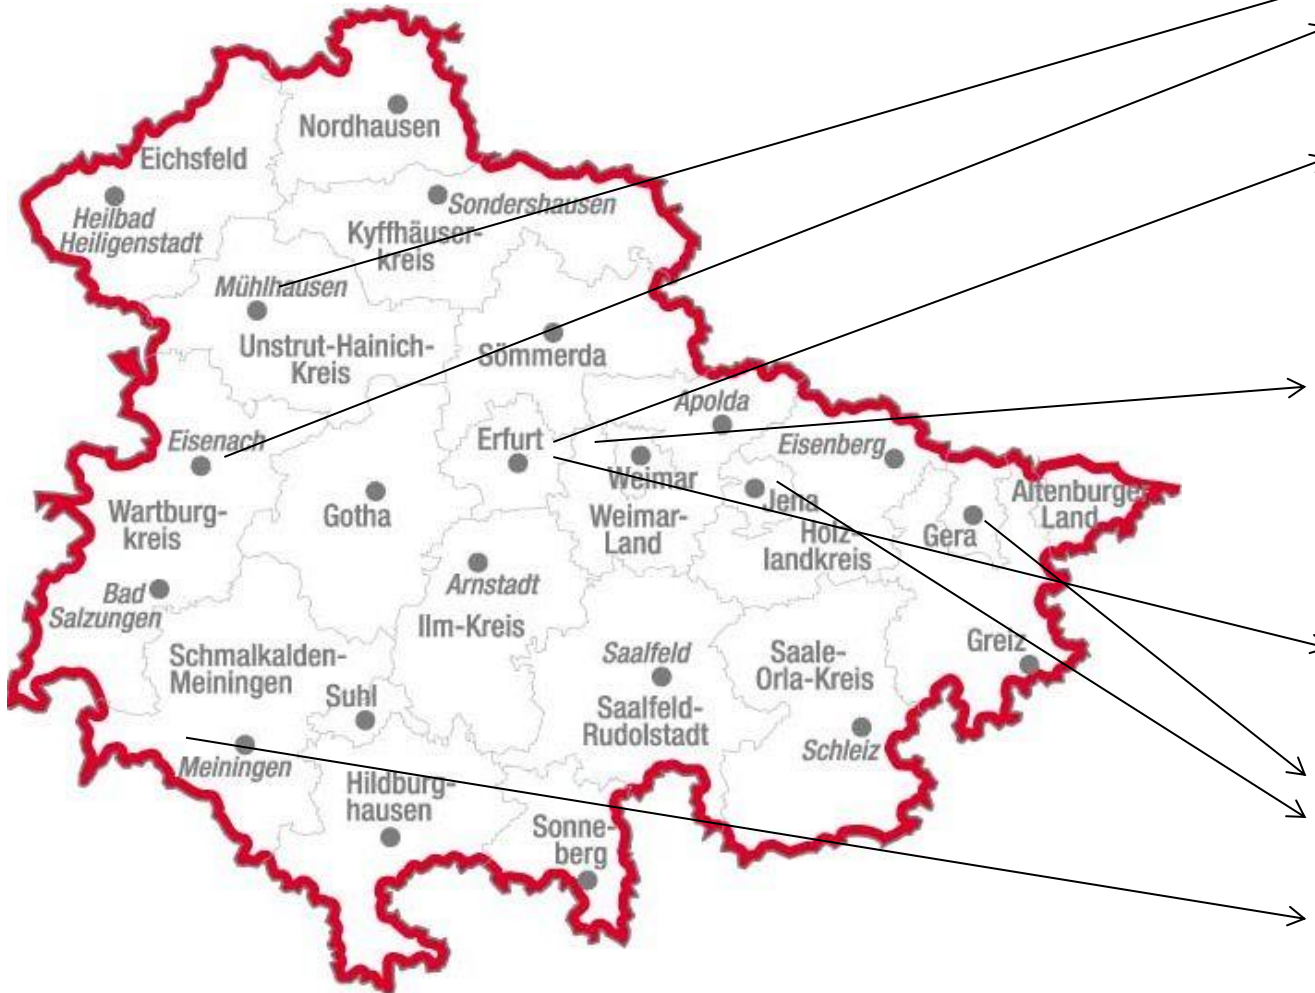 Nordhausen
Eichsfeld
Heilbad
Heiligenstadt
Sondershausen
Kyffhäuser-
kreis
Mühlhausen
Unstrut-Hainich-
Kreis
Sömmerda
Apolda
Eisenach
Erfurt
Eisenberg
Weimar
Jena
Altenburger
Land
Wartburg-
kreis
Gotha
Weimar-
Land
Holz-
landkreis
Gera
Bad
Salzungen
Arnstadt
Ilm-Kreis
Schmalkalden-
Meiningen
Suhl
Saalfeld
Saalfeld-
Rudolstadt
Saale-
Orla-Kreis
Greiz
Schleiz
Meiningen
Hildburg-
hausen
Sonne-
berg